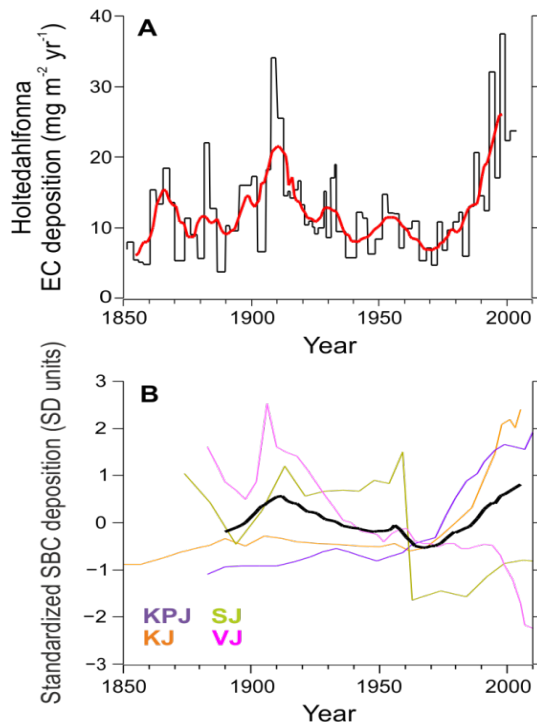 A
Holtedahlfonna
EC deposition (mg m-2 yr-1)
40
30
20
10
0
1850 1900 1950 2000
Year
B
Standardized SBC deposition (SD units)
3
2
1
0
−1
−2
−3
KPJ SJ
KJ VJ
1850 1900 1950 2000
Year